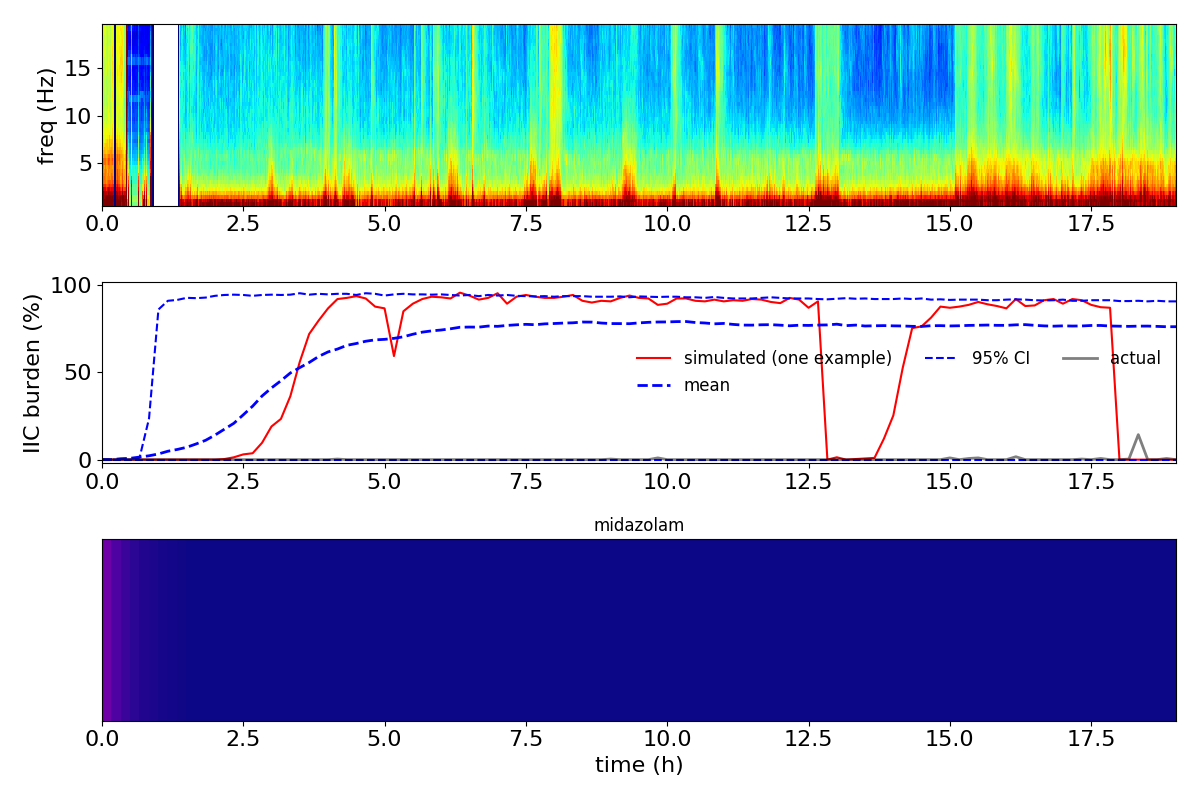 freq (Hz)
15
10
5
0.0 2.5 5.0 7.5 10.0 12.5 15.0 17.5
IIC burden (%)
100
50
0
simulated (one example) 95% CI actual
mean
0.0 2.5 5.0 7.5 10.0 12.5 15.0 17.5
midazolam
0.0 2.5 5.0 7.5 10.0 12.5 15.0 17.5
time (h)